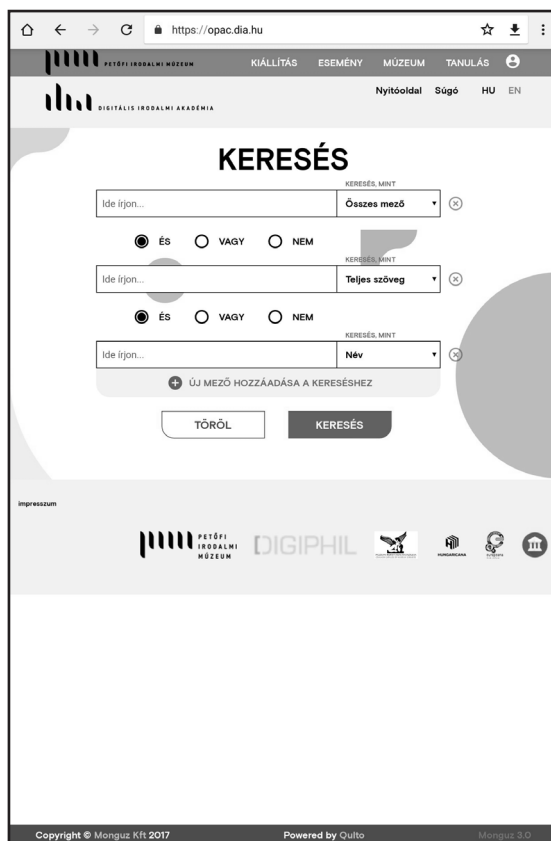 https://opac.dia.hu
PETŐFI IRODALMI MÚZEUM
KIÁLLÍTÁS ESEMÉNY MÚZEUM TANULÁS
DIGITÁLIS IRODALMI AKADÉMIA
Nyitóoldal Súgó HU EN
KERESÉS
KERESÉS, MINT
Ide írjon... Összes mező
ÉS VAGY NEM
KERESÉS, MINT
Ide írjon... Teljes szöveg
ÉS VAGY NEM
KERESÉS, MINT
Ide írjon... Név
ÚJ MEZŐ HOZZÁADÁSA A KERESÉSHEZ
TÖRÖL KERESÉS
impresszum
PETŐFI
IRODALMI
MÚZEUM
DIGIPHIL
HUNGARICANA
Copyright © Monguz Kft 2017 Powered by Qulto Monguz 3.0